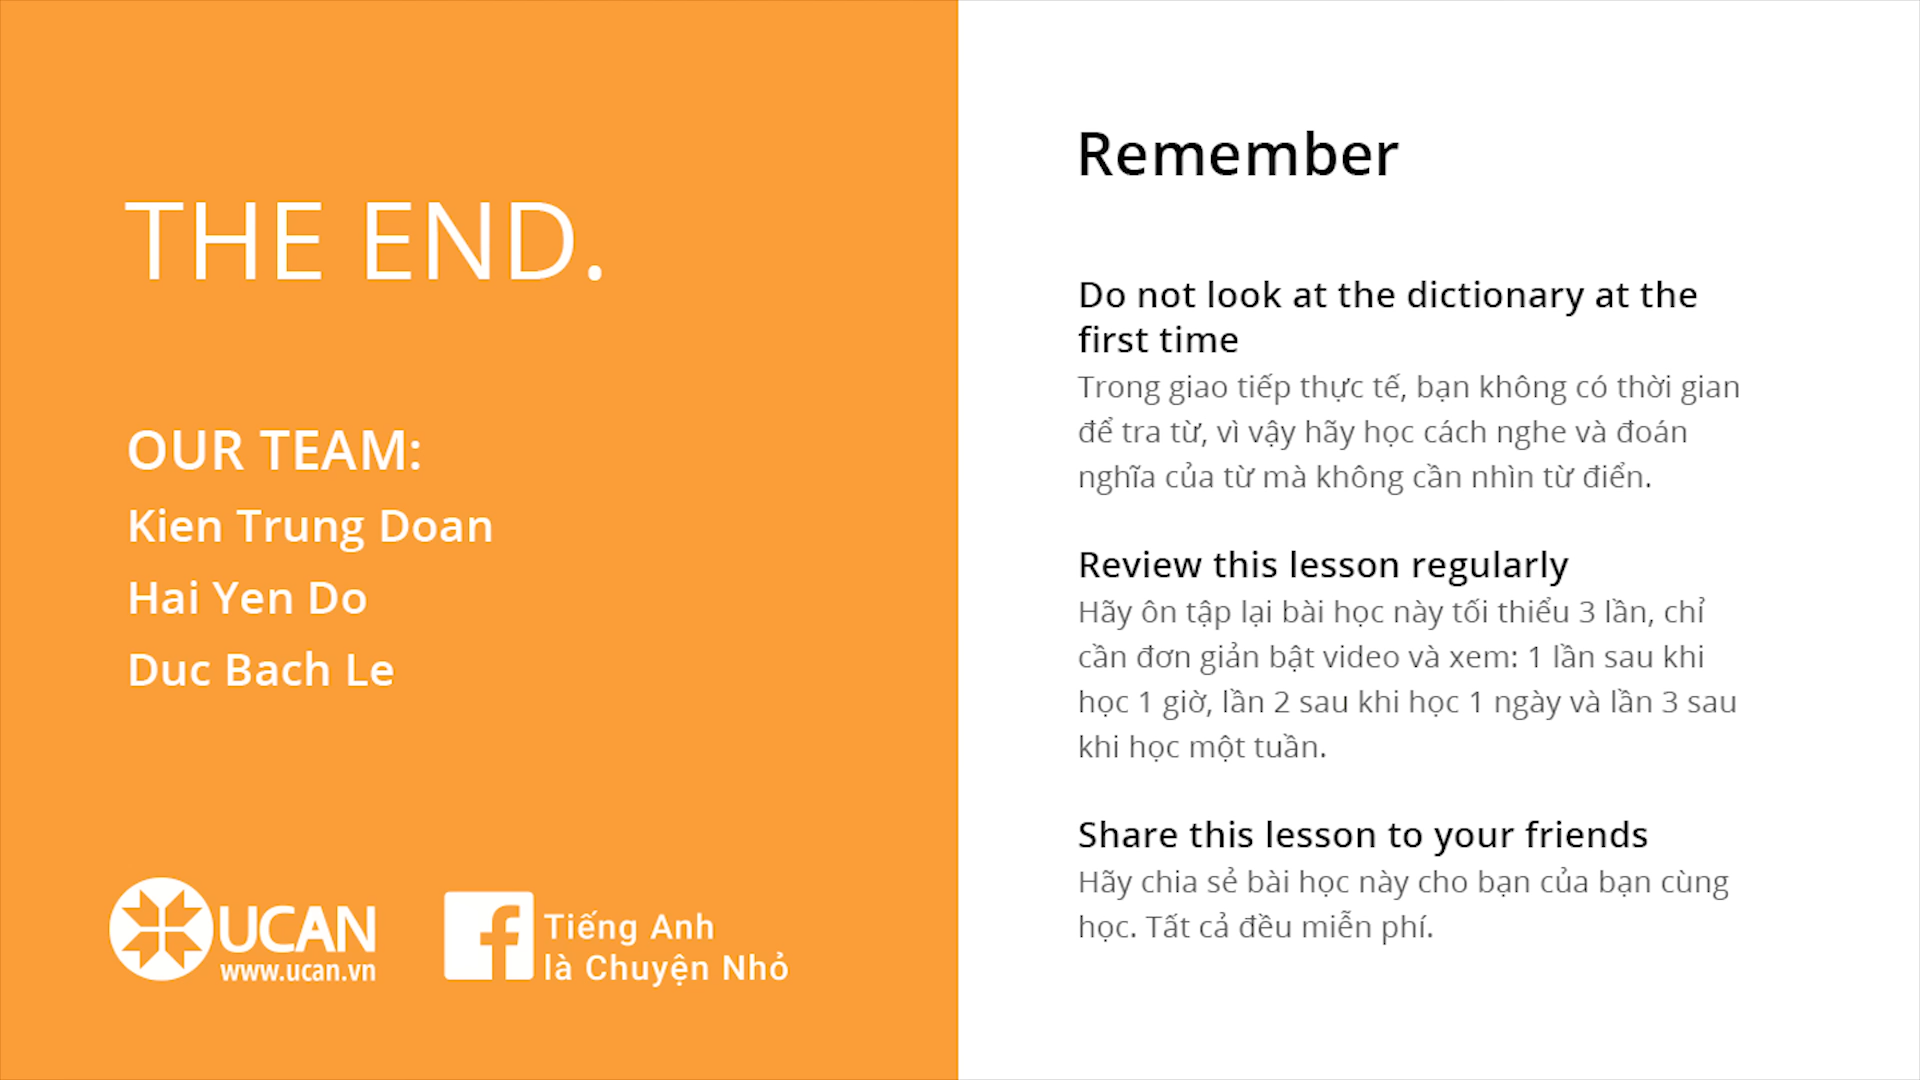 THE END.
OUR TEAM:
Kien Trung Doan
Hai Yen Do
Duc Bach Le
UCAN
www.ucan.vn
f
Tiếng Anh
là Chuyện Nhỏ
Remember
Do not look at the dictionary at the
first time
Trong giao tiếp thực tế, bạn không có thời gian
để tra từ, vì vậy hãy học cách nghe và đoán
nghĩa của từ mà không cần nhìn từ điển.
Review this lesson regularly
Hãy ôn tập lại bài học này tối thiểu 3 lần, chỉ
cần đơn giản bật video và xem: 1 lần sau khi
học 1 giờ, lần 2 sau khi học 1 ngày và lần 3 sau
khi học một tuần.
Share this lesson to your friends
Hãy chia sẻ bài học này cho bạn của bạn cùng
học. Tất cả đều miễn phí.